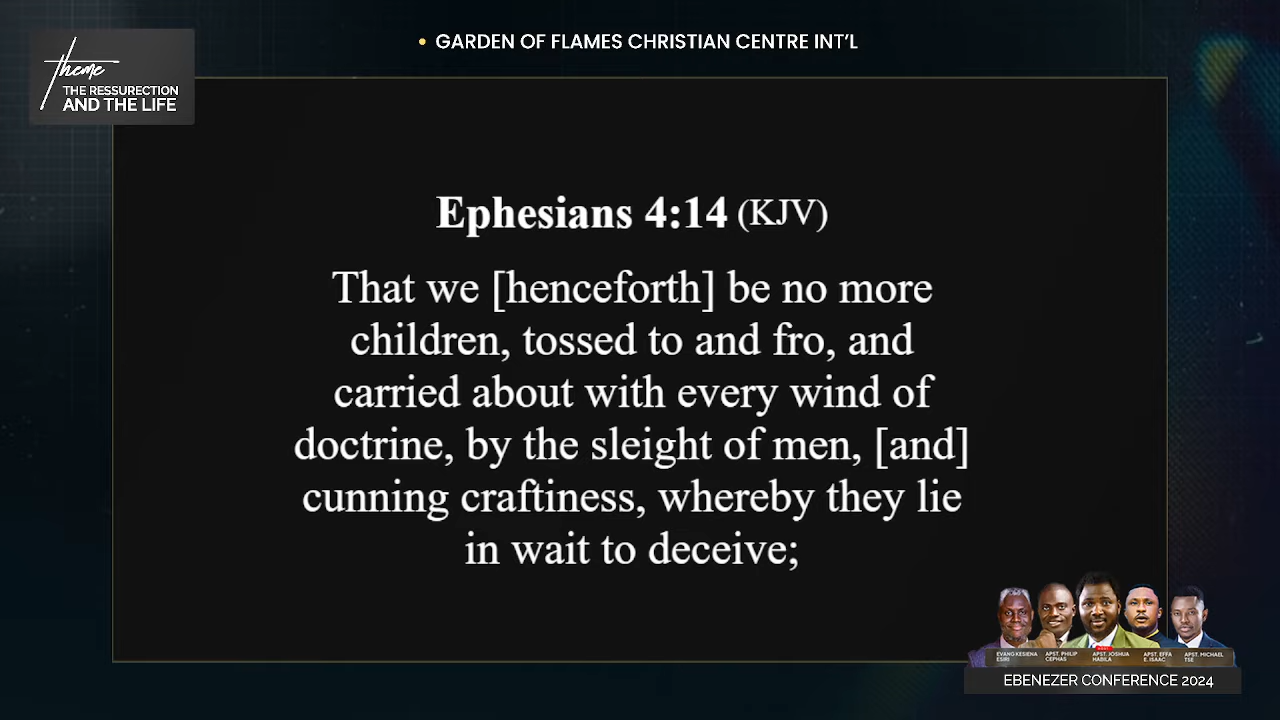 GARDEN OF FLAMES CHRISTIAN CENTRE INT'L
theme
THE RESSURECTION
AND THE LIFE
Ephesians 4:14 (KJV)
That we [henceforth] be no more
children, tossed to and fro, and
carried about with every wind of
doctrine, by the sleight of men, [and]
cunning craftiness, whereby they lie
in wait to deceive;
EVANG KESIENA
ESIRI
APST. PHILIP
CEPHAS
APST. JOSHUA
HABILA
APST. EFFA
E. ISAAC
APST. MICHAEL
TSE
EBENEZER CONFERENCE 2024